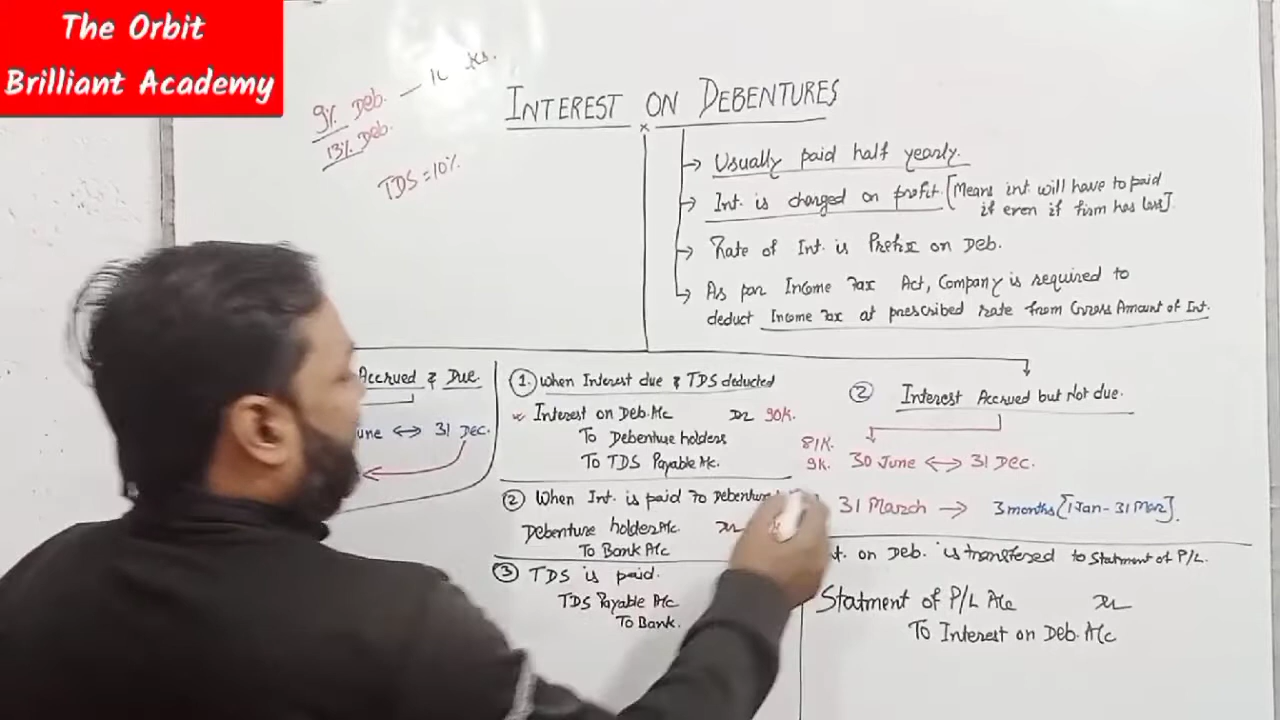 The Orbit
Brilliant Academy
9% Deb. —
13% Deb.
TDS = 10%
INTEREST ON DEBENTURES
→ Usually paid half yearly.
→ Int. is charged on profit. [Means int will have to paid
if even if firm has loss]
→ Rate of Int. is Prefix on Deb.
→ As per Income Tax Act, Company is required to
deduct Income Tax at prescribed rate from Gross Amount of Int.
Accrued & Due
une ↔ 31 Dec.
① When Interest due & TDS deducted
Interest on Deb. A/c Dr 90K.
To Debenture holders 81K.
To TDS Payable A/c. 9K.
② When Int. is paid to Debentur
Debenture holder A/c Dr
To Bank A/c
③ TDS is paid.
TDS Payable A/c
To Bank.
② Interest Accrued but Not due.
30 June ↔ 31 Dec.
31 March → 3 months [1 Jan - 31 Mar].
t. on Deb. is transfered to Statement of P/L.
Statment of P/L A/c Dr
To Interest on Deb. A/c